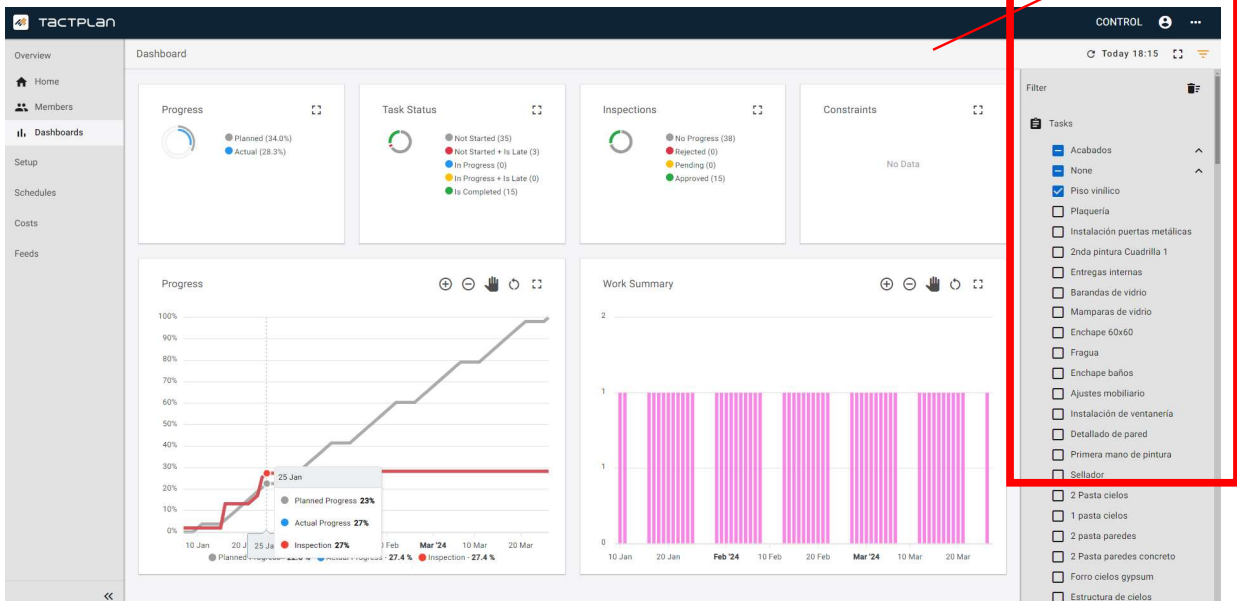 TACTPLAN
CONTROL
Overview
Home
Members
Dashboards
Setup
Schedules
Costs
Feeds
Dashboard
Today 18:15
Progress
Planned (34.0%)
Actual (28.3%)
Task Status
Not Started (35)
Not Started + Is Late (3)
In Progress (0)
In Progress + Is Late (0)
Is Completed (15)
Inspections
No Progress (38)
Rejected (0)
Pending (0)
Approved (15)
Constraints
No Data
Progress
100%
90%
80%
70%
60%
50%
40%
30%
20%
10%
0%
25 Jan
Planned Progress 23%
Actual Progress 27%
Inspection 27%
10 Jan 20 J 25 Ja Feb Mar '24 10 Mar 20 Mar
Planned 27.4 % Inspection - 27.4 %
Work Summary
2
1
1
0
10 Jan 20 Jan Feb '24 10 Feb 20 Feb Mar '24 10 Mar 20 Mar
Filter
Tasks
Acabados
None
Piso vinílico
Plaquería
Instalación puertas metálicas
2nda pintura Cuadrilla 1
Entregas internas
Barandas de vidrio
Mamparas de vidrio
Enchape 60x60
Fragua
Enchape baños
Ajustes mobiliario
Instalación de ventanería
Detallado de pared
Primera mano de pintura
Sellador
2 Pasta cielos
1 pasta cielos
2 pasta paredes
2 Pasta paredes concreto
Forro cielos gypsum
Estructura de cielos